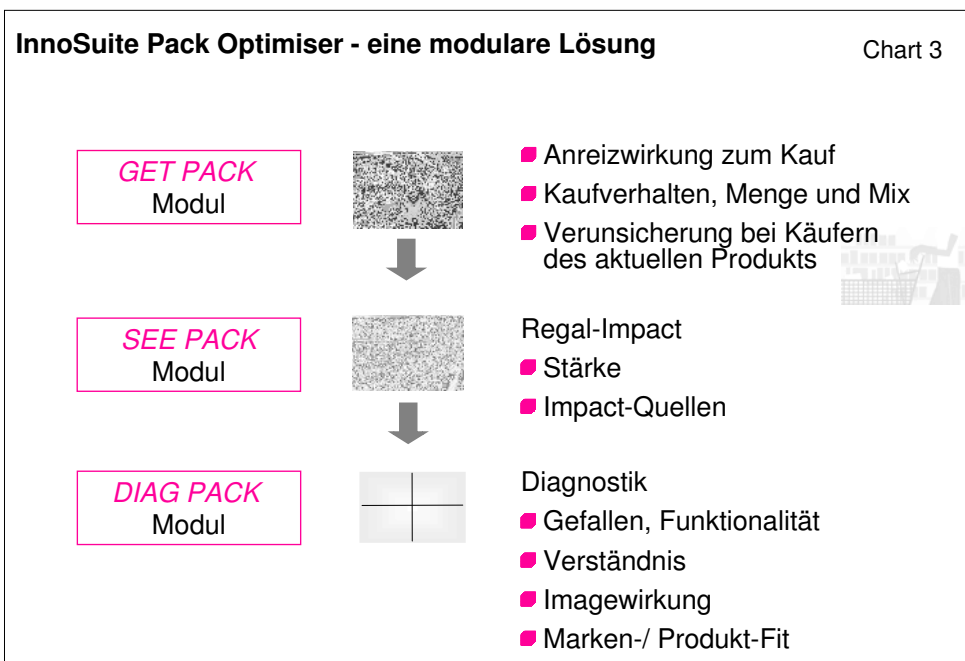 InnoSuite Pack Optimiser - eine modulare Lösung
Chart 3
GET PACK
Modul
Anreizwirkung zum Kauf
Kaufverhalten, Menge und Mix
Verunsicherung bei Käufern
des aktuellen Produkts
SEE PACK
Modul
Regal-Impact
Stärke
Impact-Quellen
DIAG PACK
Modul
Diagnostik
Gefallen, Funktionalität
Verständnis
Imagewirkung
Marken-/ Produkt-Fit